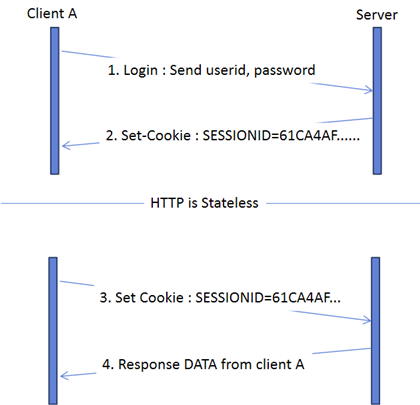 Client A
Server
1. Login : Send userid, password
2. Set-Cookie : SESSIONID=61CA4AF......
HTTP is Stateless
3. Set Cookie : SESSIONID=61CA4AF...
4. Response DATA from client A